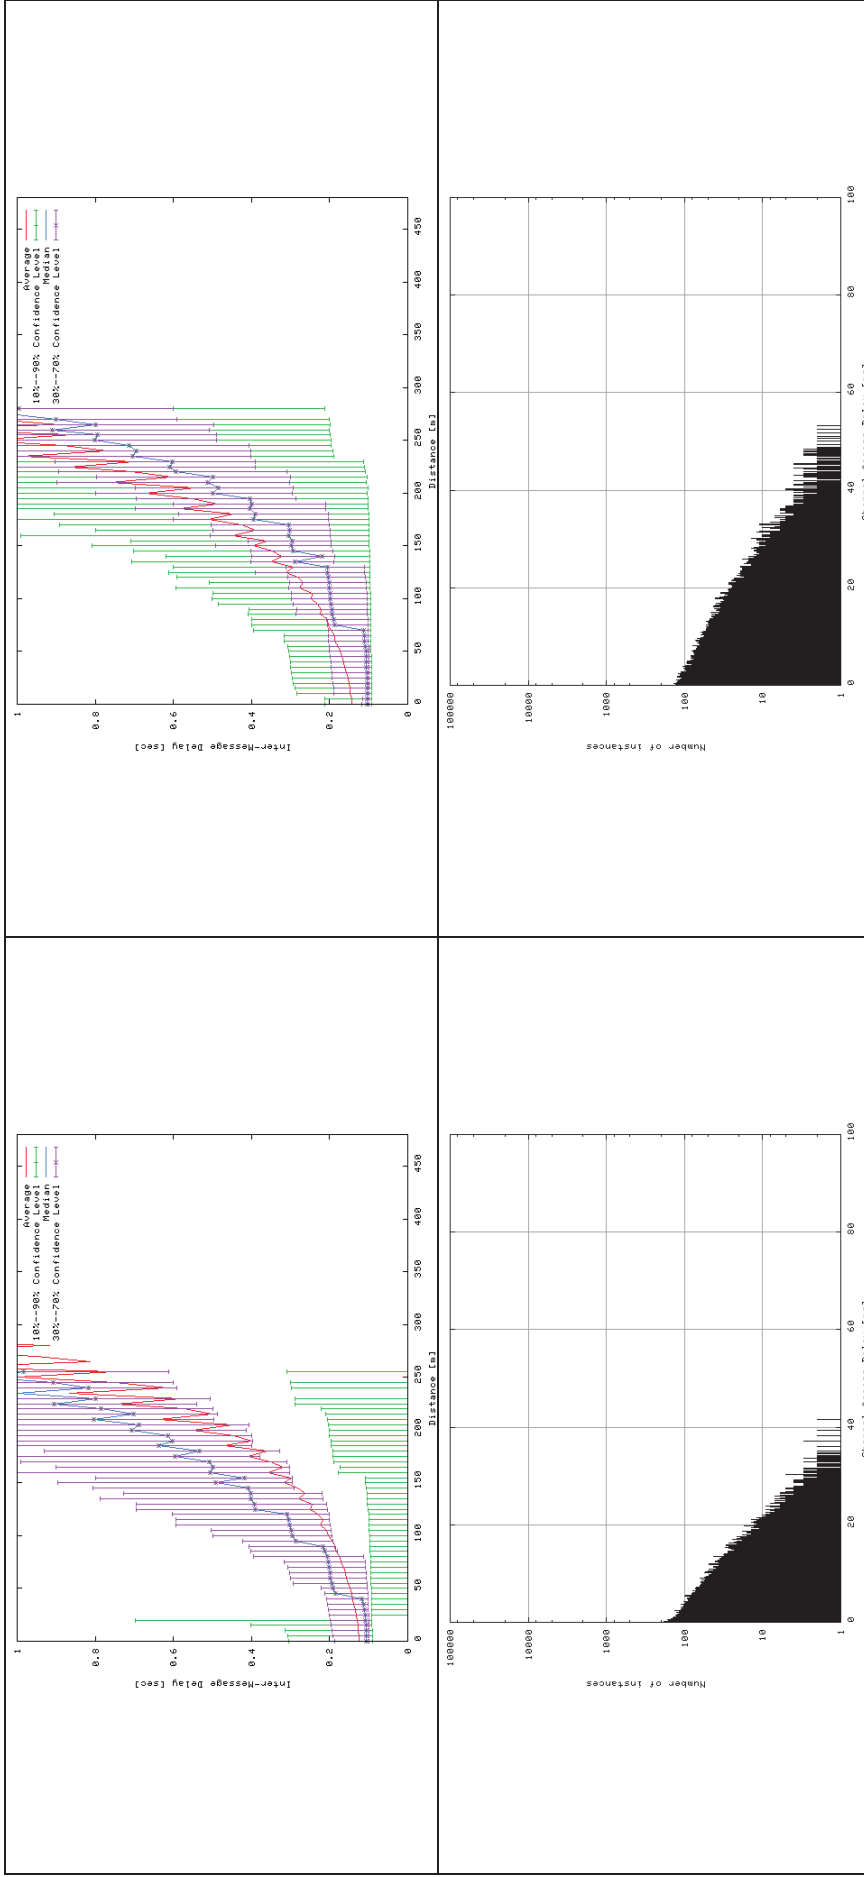 Inter-Message Delay [sec]
1
0.8
0.6
0.4
0.2
0
Average
10%--90% Confidence Level
Median
30%--70% Confidence Level
0 50 100 150 200 250 300 350 400 450
Distance [m]
Inter-Message Delay [sec]
1
0.8
0.6
0.4
0.2
0
Average
10%--90% Confidence Level
Median
30%--70% Confidence Level
0 50 100 150 200 250 300 350 400 450
Distance [m]
Number of instances
100000
10000
1000
100
10
1
0 20 40 60 80 100
Number of instances
100000
10000
1000
100
10
1
0 20 40 60 80 100